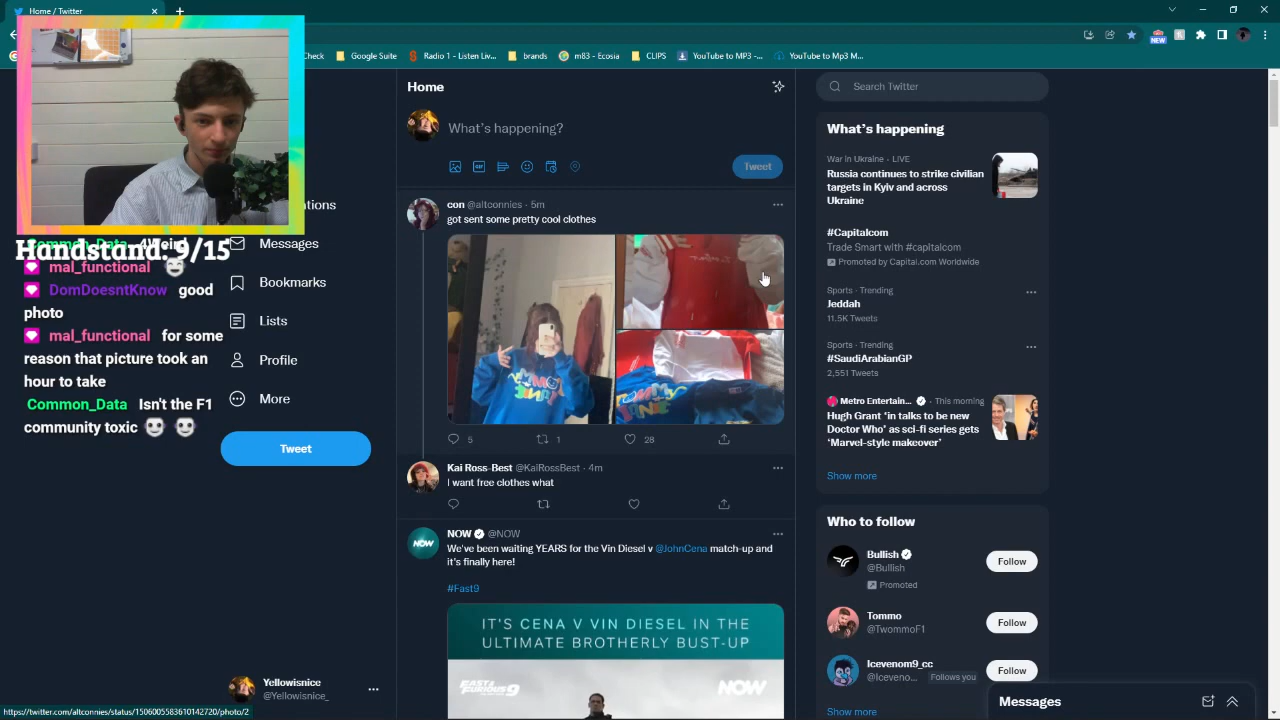 Home / Twitter
Check
Google Suite
Radio 1 - Listen Liv...
brands
m83 - Ecosia
CLIPS
YouTube to MP3 -...
YouTube to Mp3 M...
NEW
Home
What's happening?
Tweet
con @altconnies · 5m
got sent some pretty cool clothes
5
1
28
Kai Ross-Best @KaiRossBest · 4m
I want free clothes what
NOW @NOW
We've been waiting YEARS for the Vin Diesel v @JohnCena match-up and
it's finally here!
#Fast9
IT'S CENA V VIN DIESEL IN THE
ULTIMATE BROTHERLY BUST-UP
FAST & FURIOUS 9
NOW
Search Twitter
What's happening
War in Ukraine · LIVE
Russia continues to strike civilian
targets in Kyiv and across
Ukraine
#Capitalcom
Trade Smart with #capitalcom
Promoted by Capital.com Worldwide
Sports · Trending
Jeddah
11.5K Tweets
Sports · Trending
#SaudiArabianGP
2,551 Tweets
Metro Entertain... · This morning
Hugh Grant 'in talks to be new
Doctor Who' as sci-fi series gets
'Marvel-style makeover'
Show more
Who to follow
Bullish
@Bullish
Follow
Promoted
Tommo
@TwommoF1
Follow
Icevenom9_cc
@Iceveno... Follows you
Follow
Show more
Messages
Handstand: 9/15
Common_Data 4Weird
mal_functional
DomDoesntKnow good
photo
mal_functional for some
reason that picture took an
hour to take
Common_Data Isn't the F1
community toxic
ations
Messages
Bookmarks
Lists
Profile
More
Tweet
Yellowisnice
@Yellowisnice_
https://twitter.com/altconnies/status/1506005583610142720/photo/2